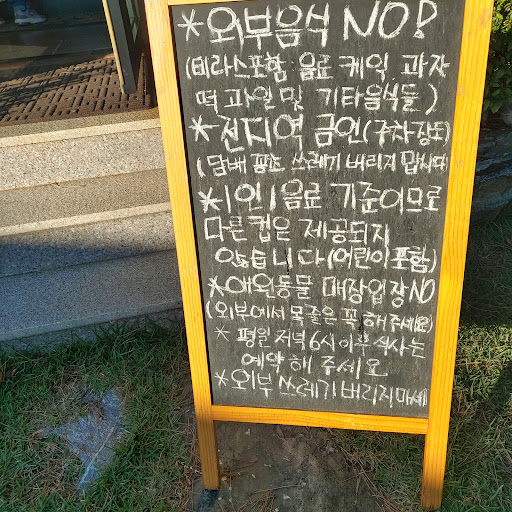 *외부음식 NO!
(테라스포함 음료 케익 과자
떡 과일 및 기타음식들)
*전지역 금연(주차장도)
(담배 꽁초 쓰레기 버리지 맙시다)
*1인 1음료 기준이므로
다른 컵은 제공되지
않습니다(어린이 포함)
*애완동물 매장입장 NO
(외부에서 목줄은 꼭 해주세요)
* 평일 저녁 6시 이후 식사는
예약해 주세요
*외부 쓰레기 버리지마세